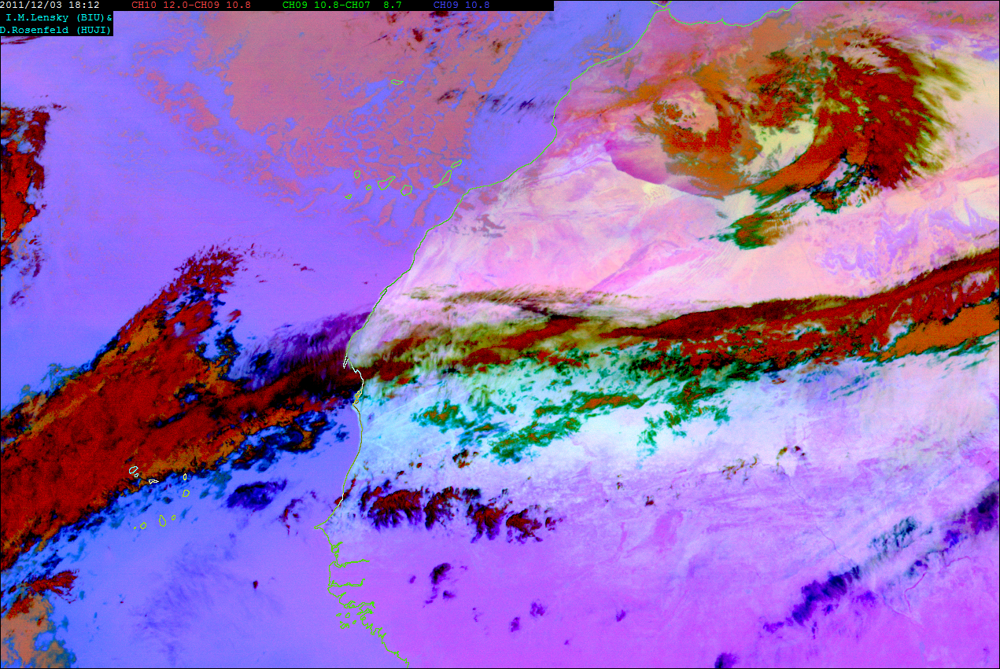 2011/12/03 18:12 CH10 12.0-CH09 10.8 CH09 10.8-CH07 8.7 CH09 10.8
I.M.Lensky (BIU)&
D.Rosenfeld (HUJI)